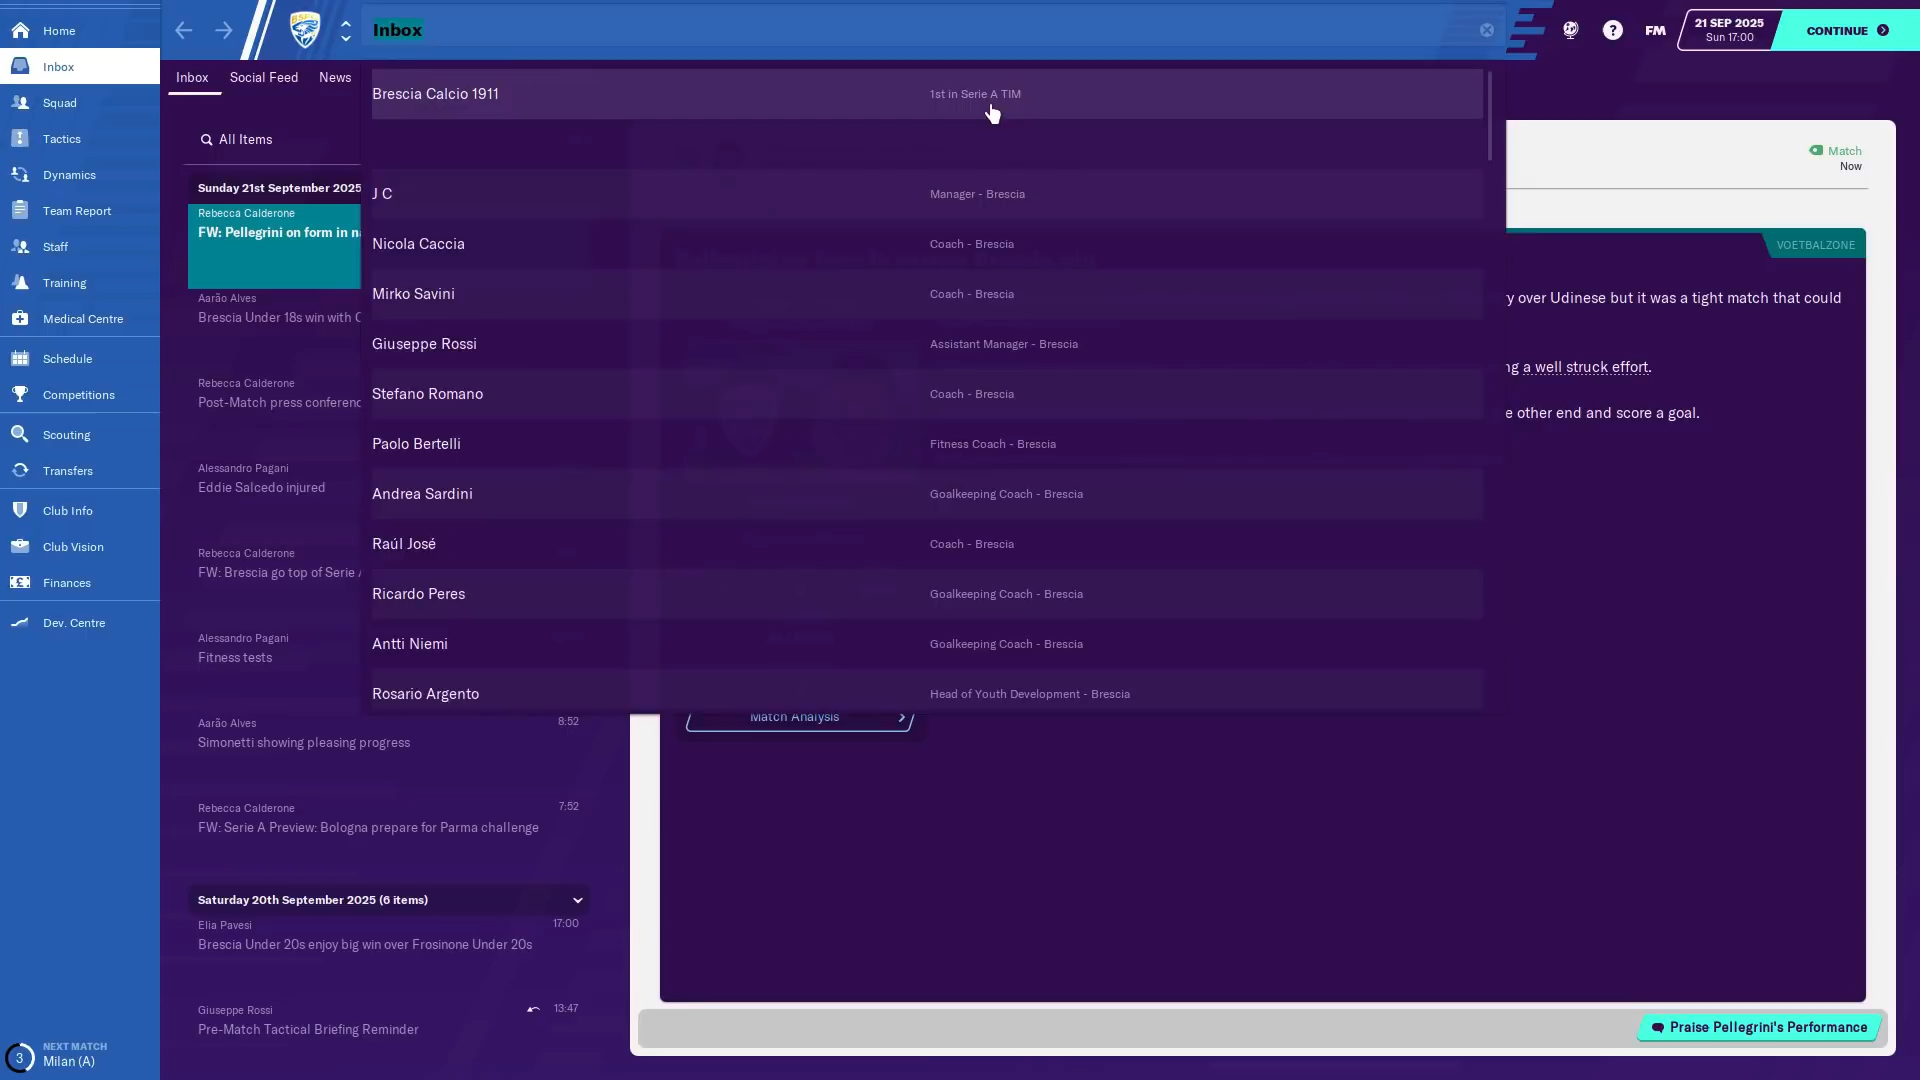 Home
Inbox
Squad
Tactics
Dynamics
Team Report
Staff
Training
Medical Centre
Schedule
Competitions
Scouting
Transfers
Club Info
Club Vision
Finances
Dev. Centre
3
NEXT MATCH
Milan (A)
Inbox
?
FM
21 SEP 2025
Sun 17:00
CONTINUE
Inbox
Social Feed
News
All Items
Sunday 21st September 2025
Rebecca Calderone
FW: Pellegrini on form in
Aarão Alves
Brescia Under 18s win with
Rebecca Calderone
Post-Match press conferenc
Alessandro Pagani
Eddie Salcedo injured
Rebecca Calderone
FW: Brescia go top of Serie
Alessandro Pagani
Fitness tests
Aarão Alves
8:52
Simonetti showing pleasing progress
Rebecca Calderone
7:52
FW: Serie A Preview: Bologna prepare for Parma challenge
Saturday 20th September 2025 (6 items)
Elia Pavesi
17:00
Brescia Under 20s enjoy big win over Frosinone Under 20s
Giuseppe Rossi
13:47
Pre-Match Tactical Briefing Reminder
Brescia Calcio 1911
1st in Serie A TIM
J C
Manager - Brescia
Nicola Caccia
Coach - Brescia
Mirko Savini
Coach - Brescia
Giuseppe Rossi
Assistant Manager - Brescia
Stefano Romano
Coach - Brescia
Paolo Bertelli
Fitness Coach - Brescia
Andrea Sardini
Goalkeeping Coach - Brescia
Raúl José
Coach - Brescia
Ricardo Peres
Goalkeeping Coach - Brescia
Antti Niemi
Goalkeeping Coach - Brescia
Rosario Argento
Head of Youth Development - Brescia
Match Analysis
Match
Now
VOETBALZONE
y over Udinese but it was a tight match that could
ng a well struck effort.
e other end and score a goal.
Praise Pellegrini's Performance